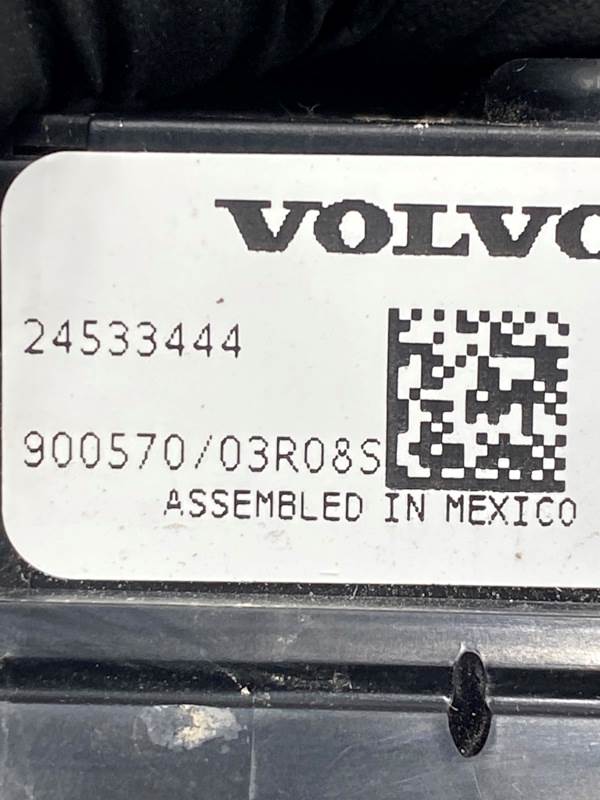 VOLVO
24533444
900570/03R08S
ASSEMBLED IN MEXICO